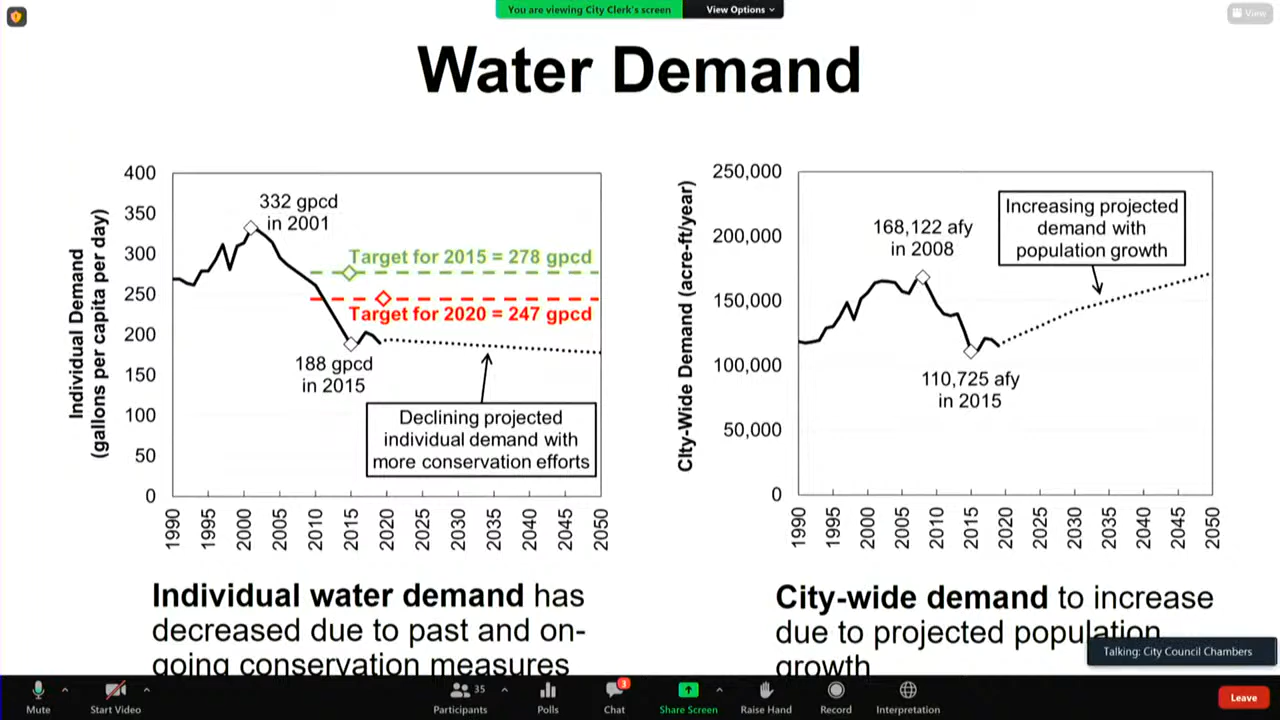 You are viewing City Clerk's screen
View Options
View
Water Demand
Individual Demand
(gallons per capita per day)
400
350
300
250
200
150
100
50
0
332 gpcd
in 2001
Target for 2015 = 278 gpcd
Target for 2020 = 247 gpcd
188 gpcd
in 2015
Declining projected
individual demand with
more conservation efforts
1990
1995
2000
2005
2010
2015
2020
2025
2030
2035
2040
2045
2050
CIty-Wide Demand (acre-ft/year)
250,000
200,000
150,000
100,000
50,000
0
168,122 afy
in 2008
Increasing projected
demand with
population growth
110,725 afy
in 2015
1990
1995
2000
2005
2010
2015
2020
2025
2030
2035
2040
2045
2050
Individual water demand has
decreased due to past and on-
going conservation measures
City-wide demand to increase
due to projected population
growth
Talking: City Council Chambers
Mute
Start Video
35
Participants
Polls
3
Chat
Share Screen
Raise Hand
Record
Interpretation
Leave